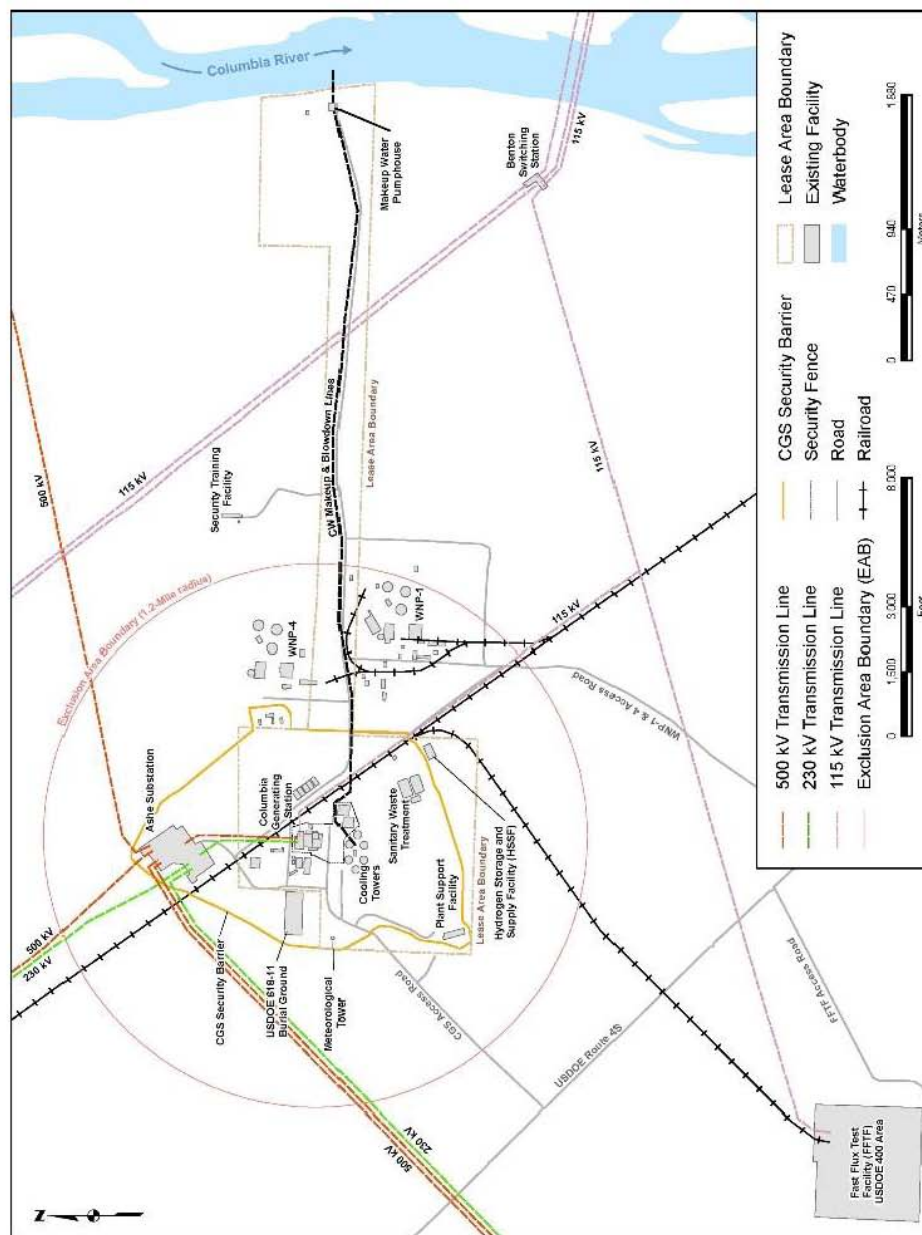 Columbia River
Makeup Water
Pumphouse
Benton
Switching
Station
115 kV
115 kV
115 kV
115 kV
500 kV
Security Training
Facility
CW Makeup & Blowdown Lines
Lease Area Boundary
Exclusion Area Boundary (1.2-Mile radius)
WNP-4
WNP-1
WNP-1 & 4 Access Road
Ashe Substation
Columbia
Generating
Station
Cooling
Towers
Sanitary Waste
Treatment
Hydrogen Storage and
Supply Facility (HSSF)
Plant Support
Facility
Lease Area Boundary
500 kV
230 kV
CGS Security Barrier
USDOE 618-11
Burial Ground
Meteorological
Tower
CGS Access Road
USDOE Route 4S
FFTF Access Road
500 kV
230 kV
Fast Flux Test
Facility (FFTF)
USDOE 400 Area
N
500 kV Transmission Line
230 kV Transmission Line
115 kV Transmission Line
Exclusion Area Boundary (EAB)
CGS Security Barrier
Security Fence
Road
Railroad
Lease Area Boundary
Existing Facility
Waterbody
0 1,500 3,000 6,000
Feet
0 470 940 1,880
Meters